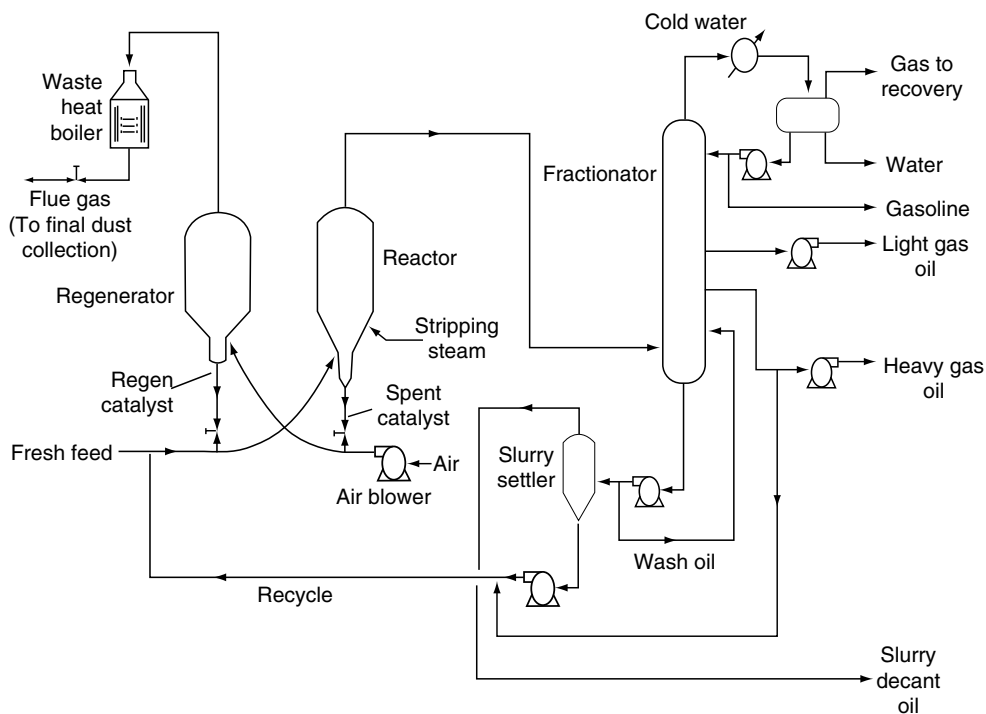 Cold water
Waste
heat
boiler
Gas to
recovery
Fractionator
Water
Flue gas
(To final dust
collection)
Gasoline
Light gas
oil
Reactor
Regenerator
Stripping
steam
Regen
catalyst
Heavy gas
oil
Spent
catalyst
Fresh feed
Air
Air blower
Slurry
settler
Wash oil
Recycle
Slurry
decant
oil